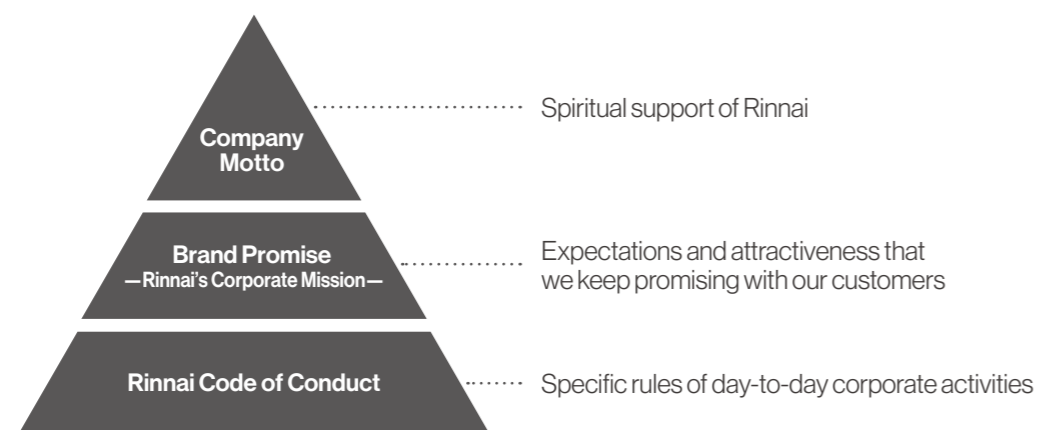 Company
Motto
Spiritual support of Rinnai
Brand Promise
—Rinnai's Corporate Mission—
Expectations and attractiveness that
we keep promising with our customers
Rinnai Code of Conduct
Specific rules of day-to-day corporate activities